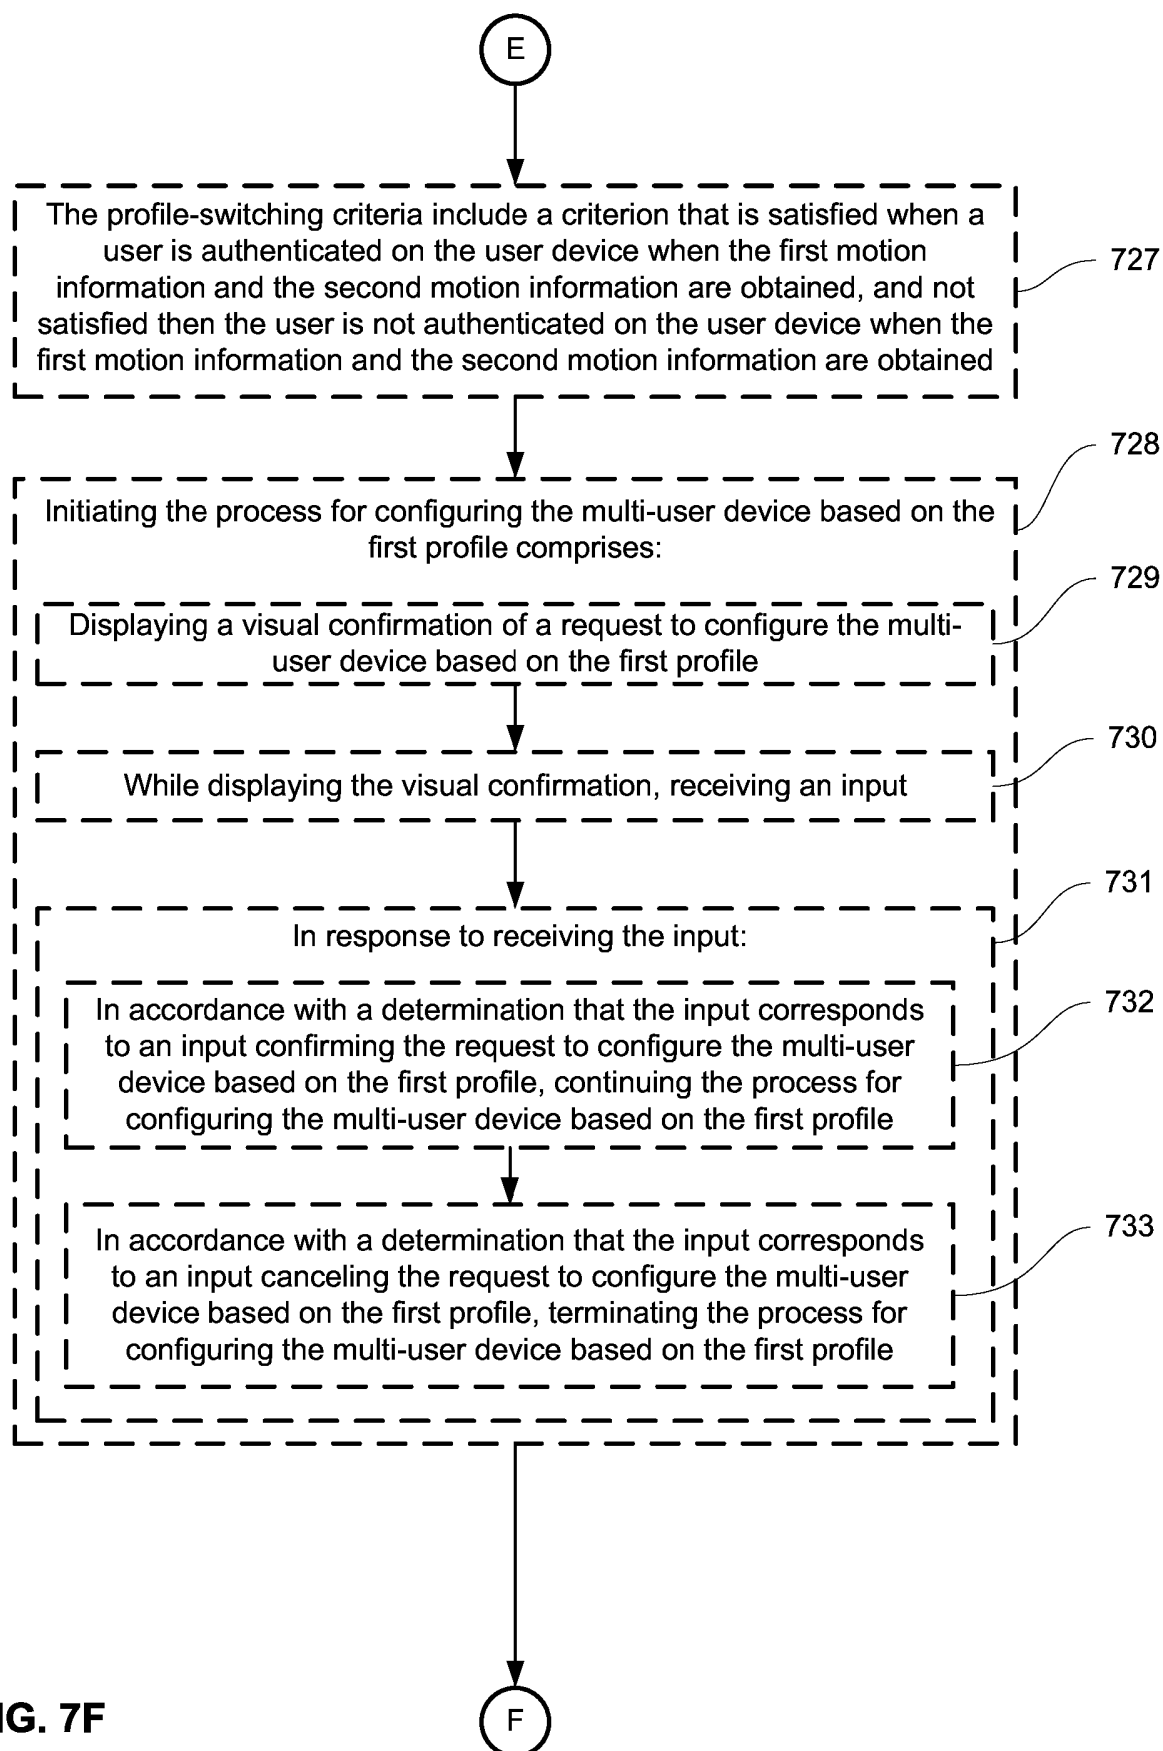 E
The profile-switching criteria include a criterion that is satisfied when a
user is authenticated on the user device when the first motion
information and the second motion information are obtained, and not
satisfied then the user is not authenticated on the user device when the
first motion information and the second motion information are obtained
727
728
Initiating the process for configuring the multi-user device based on the
first profile comprises:
729
Displaying a visual confirmation of a request to configure the multi-
user device based on the first profile
730
While displaying the visual confirmation, receiving an input
731
In response to receiving the input:
732
In accordance with a determination that the input corresponds
to an input confirming the request to configure the multi-user
device based on the first profile, continuing the process for
configuring the multi-user device based on the first profile
733
In accordance with a determination that the input corresponds
to an input canceling the request to configure the multi-user
device based on the first profile, terminating the process for
configuring the multi-user device based on the first profile
IG. 7F
F